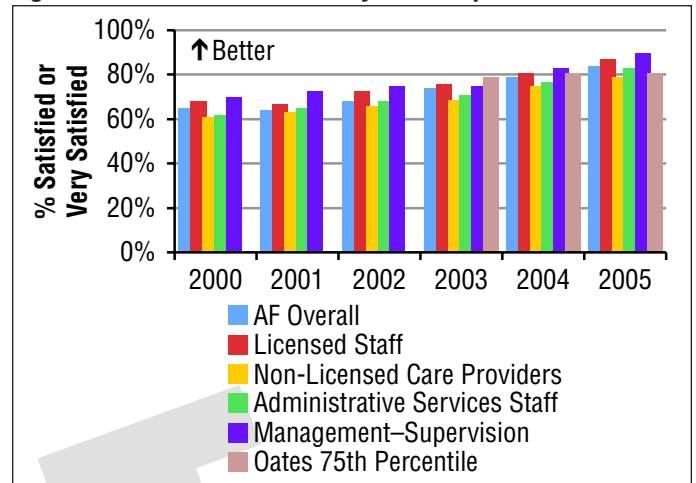 100%
↑ Better
80%
60%
40%
20%
0%
% Satisfied or
Very Satisfied
2000 2001 2002 2003 2004 2005
AF Overall
Licensed Staff
Non-Licensed Care Providers
Administrative Services Staff
Management–Supervision
Oates 75th Percentile